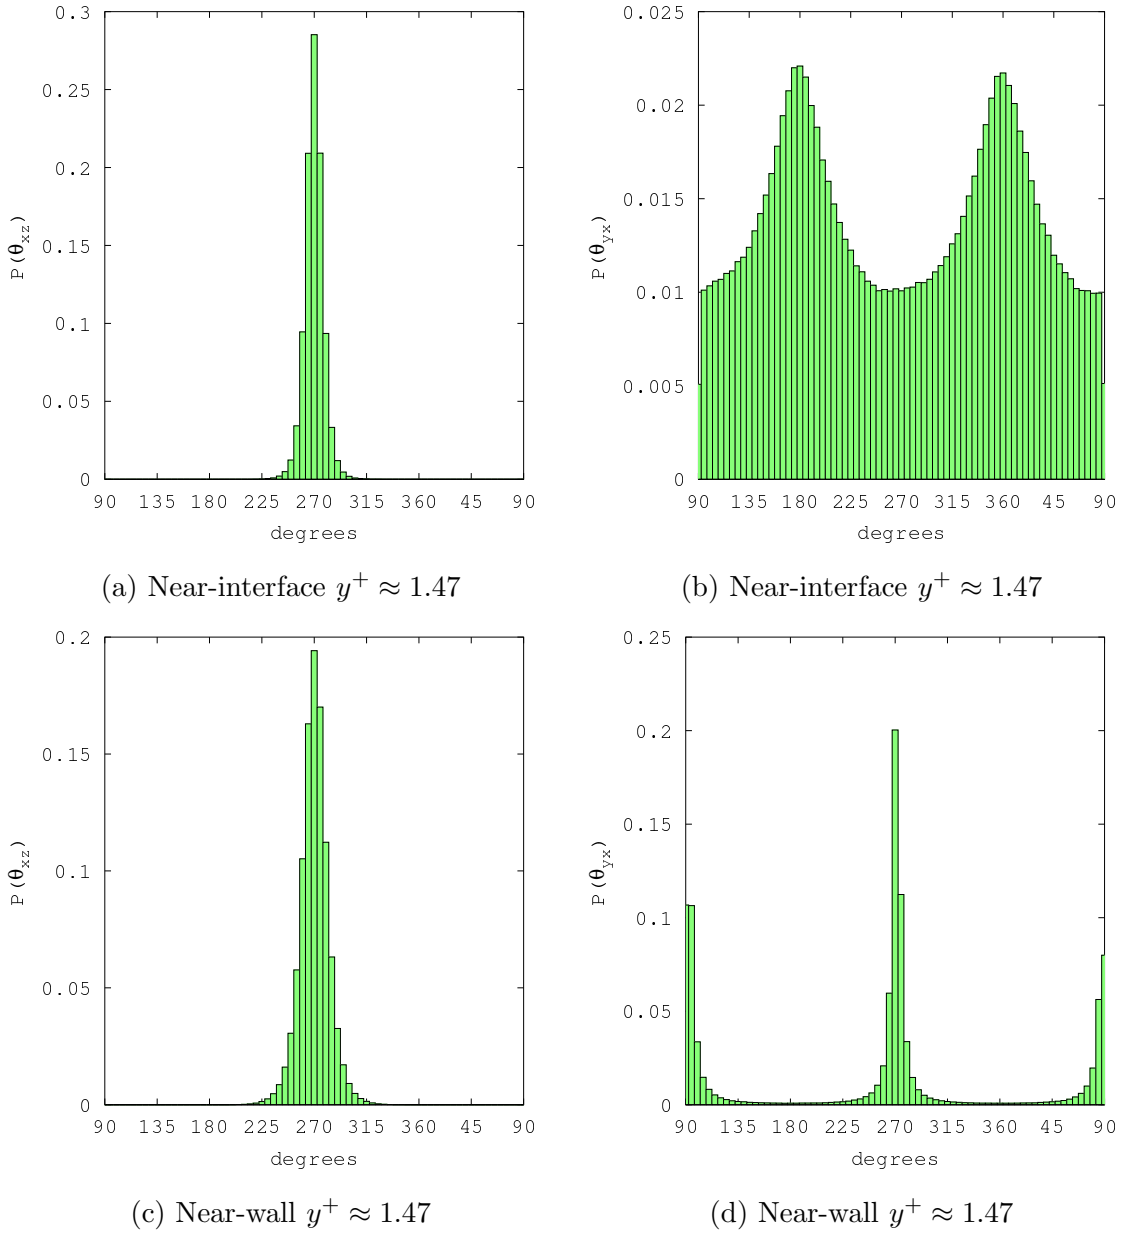 0.3
0.25
0.2
0.15
0.1
0.05
0
P(θxz)
90 135 180 225 270 315 360 45 90
degrees
(a) Near-interface y+ ≈ 1.47
0.025
0.02
0.015
0.01
0.005
0
P(θyx)
90 135 180 225 270 315 360 45 90
degrees
(b) Near-interface y+ ≈ 1.47
0.2
0.15
0.1
0.05
0
P(θxz)
90 135 180 225 270 315 360 45 90
degrees
(c) Near-wall y+ ≈ 1.47
0.25
0.2
0.15
0.1
0.05
0
P(θyx)
90 135 180 225 270 315 360 45 90
degrees
(d) Near-wall y+ ≈ 1.47